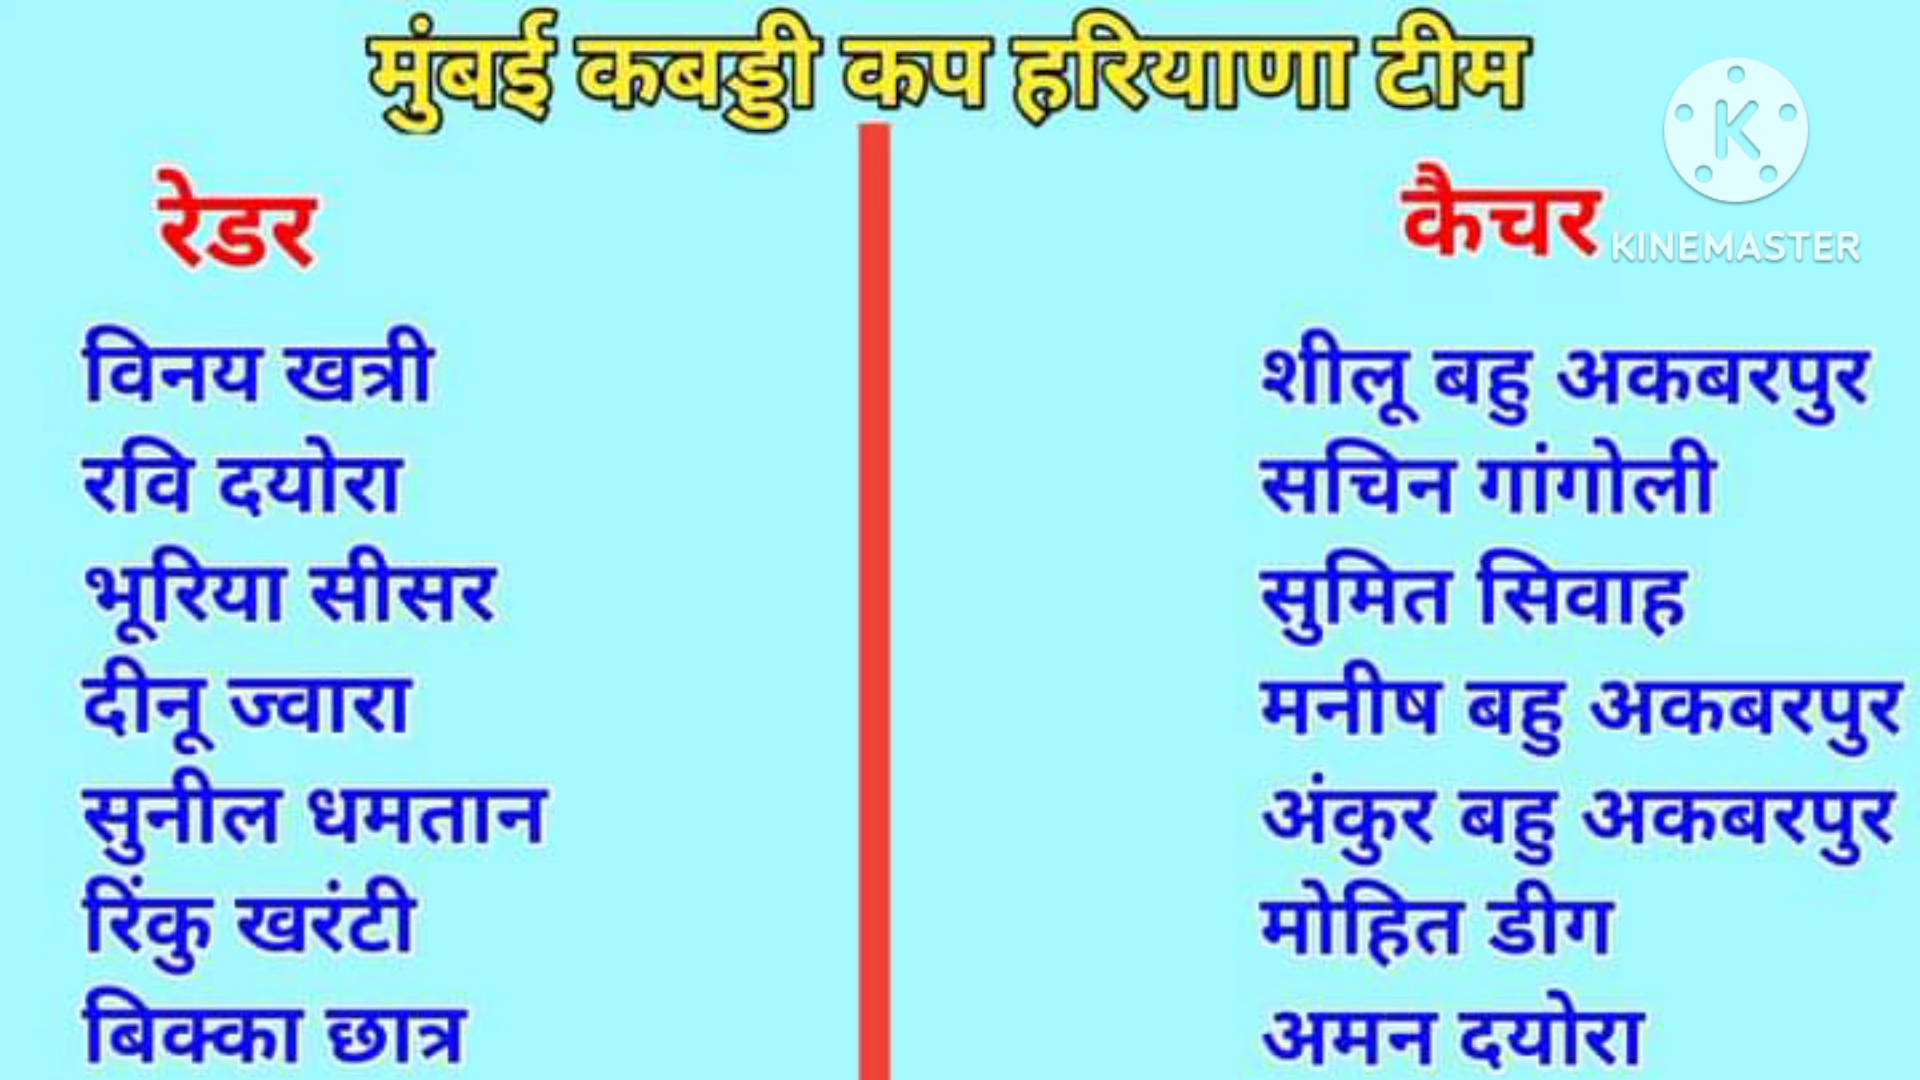 मुंबई कबड्डी कप हरियाणा टीम
रेडर
विनय खत्री
रवि दयोरा
भूरिया सीसर
दीनू ज्वारा
सुनील धमतान
रिंकु खरंटी
बिक्का छात्र
कैचर
शीलू बहु अकबरपुर
सचिन गांगोली
सुमित सिवाह
मनीष बहु अकबरपुर
अंकुर बहु अकबरपुर
मोहित डीग
अमन दयोरा
K
KINEMASTER